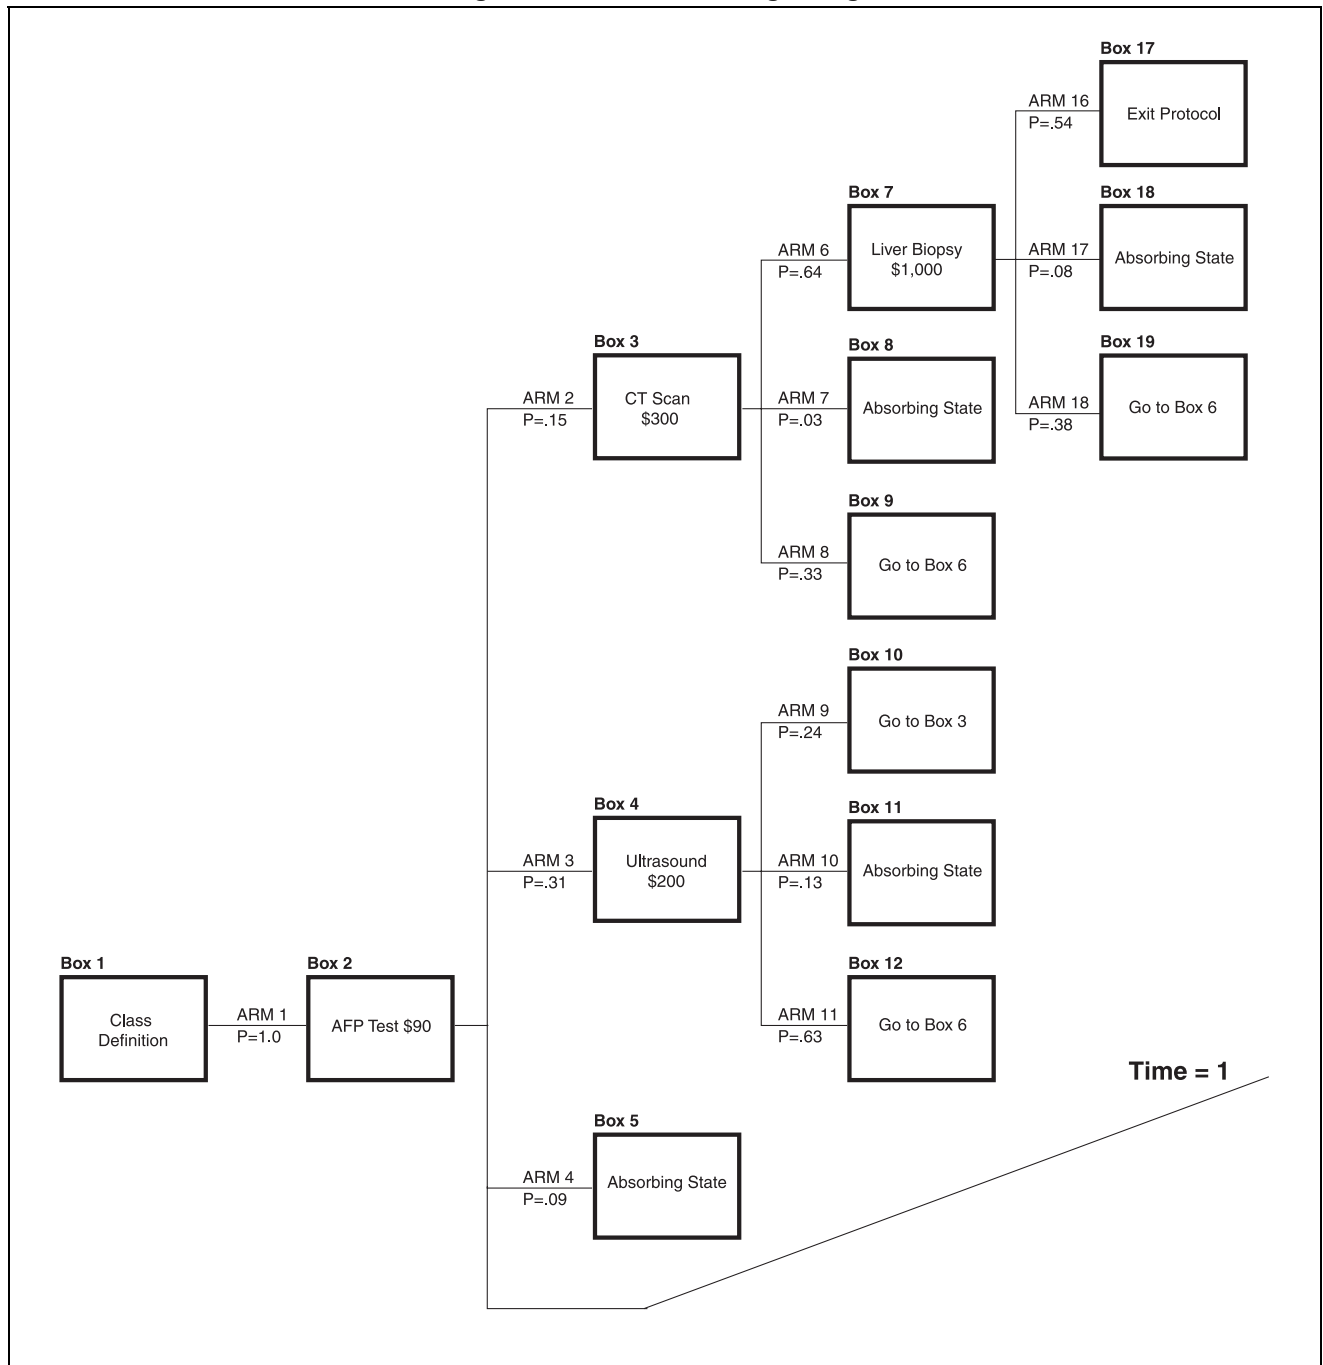 Box 17
ARM 16
P=.54
Exit Protocol
Box 7
Box 18
ARM 6
P=.64
Liver Biopsy
$1,000
ARM 17
P=.08
Absorbing State
Box 3
Box 8
Box 19
ARM 2
P=.15
CT Scan
$300
ARM 7
P=.03
Absorbing State
ARM 18
P=.38
Go to Box 6
Box 9
ARM 8
P=.33
Go to Box 6
Box 10
ARM 9
P=.24
Go to Box 3
Box 4
Box 11
ARM 3
P=.31
Ultrasound
$200
ARM 10
P=.13
Absorbing State
Box 1
Box 2
Box 12
Class
Definition
ARM 1
P=1.0
AFP Test $90
ARM 11
P=.63
Go to Box 6
Time = 1
Box 5
ARM 4
P=.09
Absorbing State